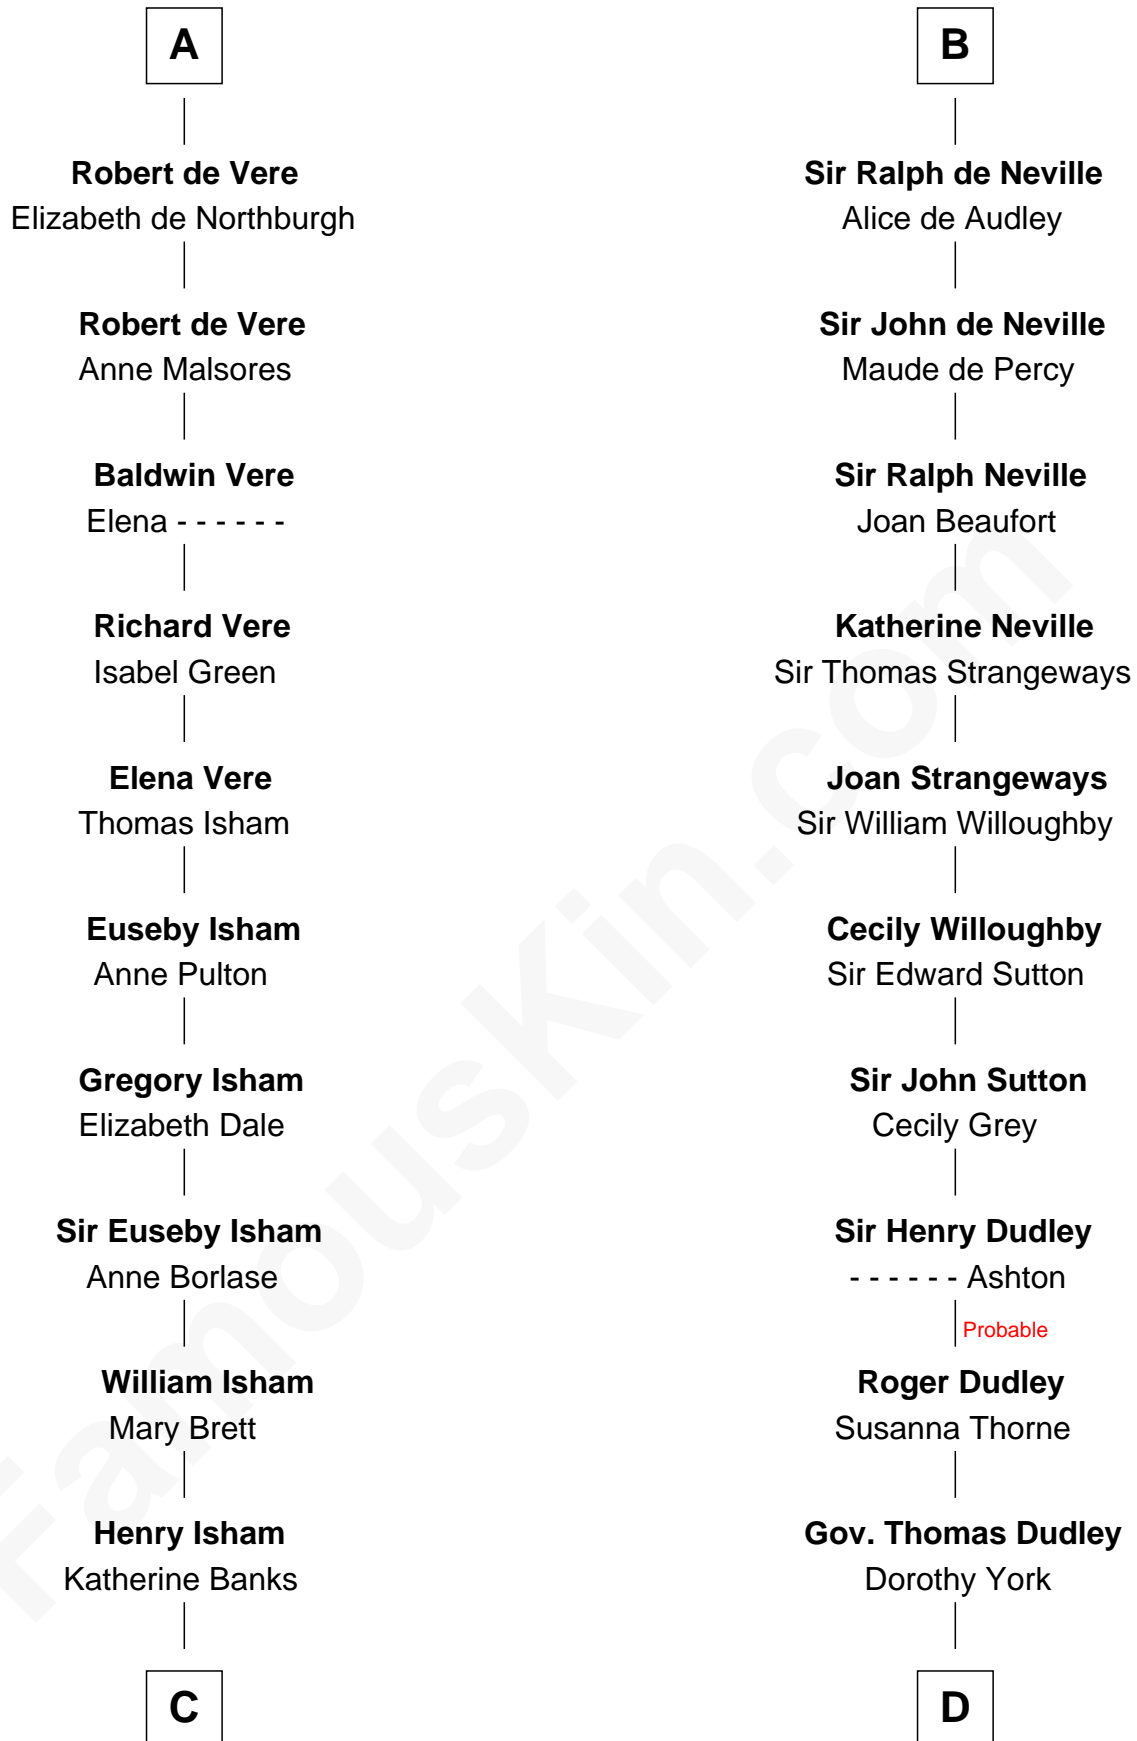 A
Robert de Vere
Elizabeth de Northburgh
Robert de Vere
Anne Malsores
Baldwin Vere
Elena - - - - - -
Richard Vere
Isabel Green
Elena Vere
Thomas Isham
Euseby Isham
Anne Pulton
Gregory Isham
Elizabeth Dale
Sir Euseby Isham
Anne Borlase
William Isham
Mary Brett
Henry Isham
Katherine Banks
C
B
Sir Ralph de Neville
Alice de Audley
Sir John de Neville
Maude de Percy
Sir Ralph Neville
Joan Beaufort
Katherine Neville
Sir Thomas Strangeways
Joan Strangeways
Sir William Willoughby
Cecily Willoughby
Sir Edward Sutton
Sir John Sutton
Cecily Grey
Sir Henry Dudley
- - - - - - Ashton
Probable
Roger Dudley
Susanna Thorne
Gov. Thomas Dudley
Dorothy York
D
FamousKin.com